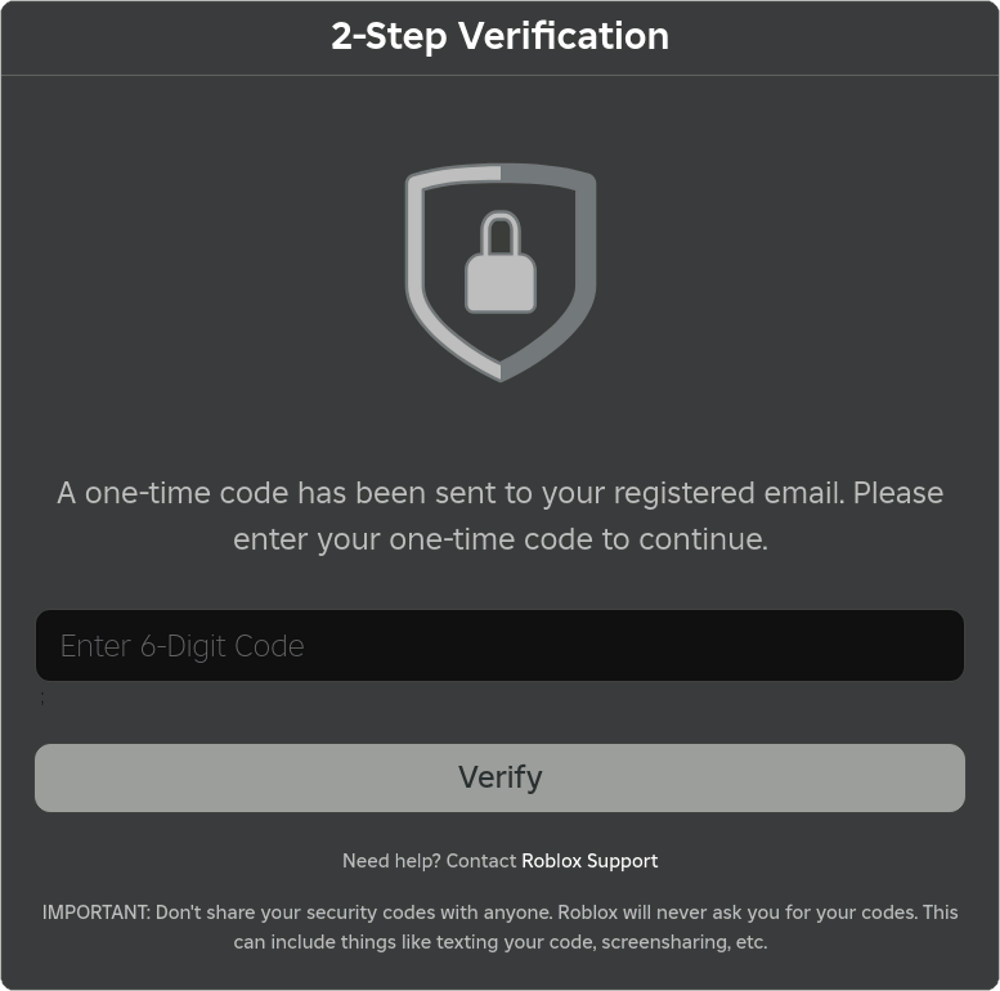 2-Step Verification
A one-time code has been sent to your registered email. Please
enter your one-time code to continue.
Enter 6-Digit Code
;
Verify
Need help? Contact Roblox Support
IMPORTANT: Don't share your security codes with anyone. Roblox will never ask you for your codes. This
can include things like texting your code, screensharing, etc.